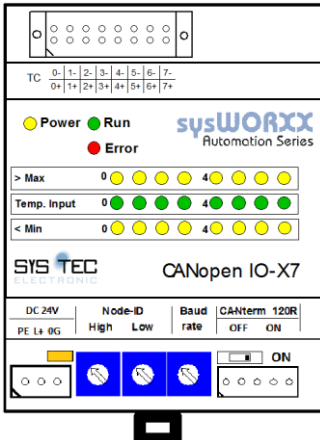 TC 0- 1- 2- 3- 4- 5- 6- 7-
0+ 1+ 2+ 3+ 4+ 5+ 6+ 7+
Power Run
Error
sysWORXX
Automation Series
> Max 0 4
Temp. Input 0 4
< Min 0 4
SYS TEC
ELECTRONIC
CANopen IO-X7
DC 24V Node-ID Baud CANterm 120R
PE L+ 0G High Low rate OFF ON
ON